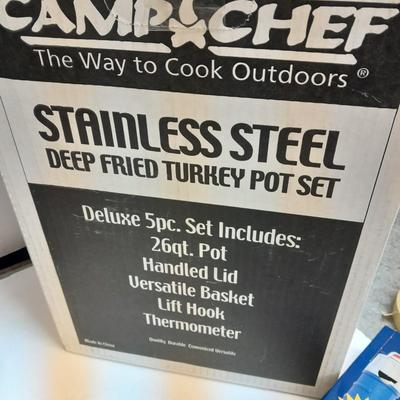 CAMP CHEF
The Way to Cook Outdoors ®
STAINLESS STEEL
DEEP FRIED TURKEY POT SET
Deluxe 5pc. Set Includes:
26qt. Pot
Handled Lid
Versatile Basket
Lift Hook
Thermometer
Made in China
Quality Durable Convenient Versatile